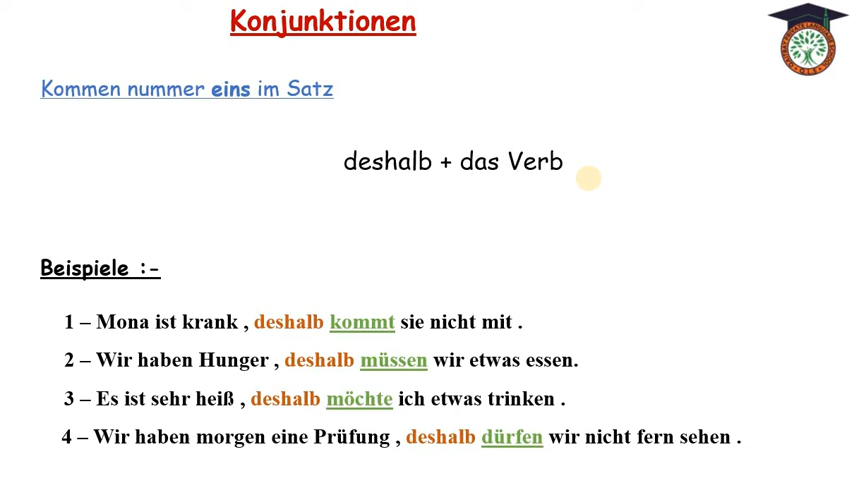 Konjunktionen
Kommen nummer eins im Satz
deshalb + das Verb
Beispiele :-
1 – Mona ist krank , deshalb kommt sie nicht mit .
2 – Wir haben Hunger , deshalb müssen wir etwas essen.
3 – Es ist sehr heiß , deshalb möchte ich etwas trinken .
4 – Wir haben morgen eine Prüfung , deshalb dürfen wir nicht fern sehen .